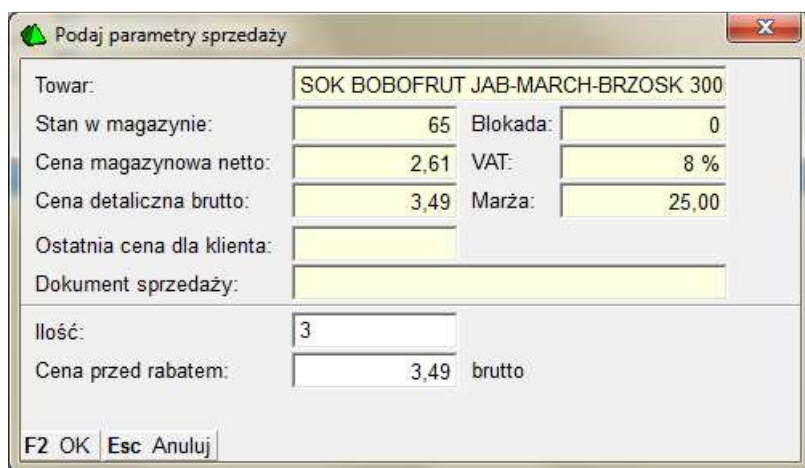 Podaj parametry sprzedaży
Towar: SOK BOBOFRUT JAB-MARCH-BRZOSK 300
Stan w magazynie: 65 Blokada: 0
Cena magazynowa netto: 2,61 VAT: 8 %
Cena detaliczna brutto: 3,49 Marża: 25,00
Ostatnia cena dla klienta:
Dokument sprzedaży:
Ilość: 3
Cena przed rabatem: 3,49 brutto
F2 OK Esc Anuluj